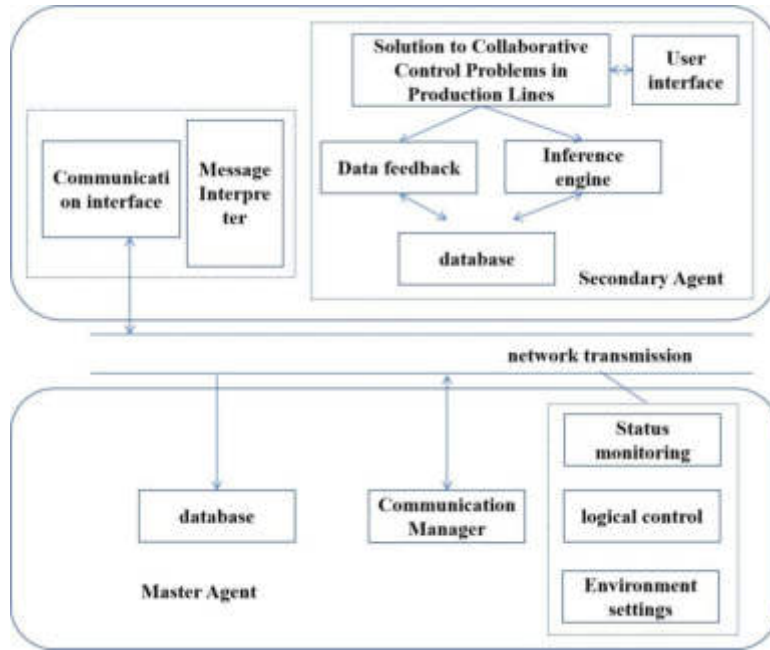 Solution to Collaborative
Control Problems in
Production Lines
User
interface
Communicati
on interface
Message
Interpre
ter
Data feedback
Inference
engine
database
Secondary Agent
network transmission
Status
monitoring
database
Communication
Manager
logical control
Master Agent
Environment
settings